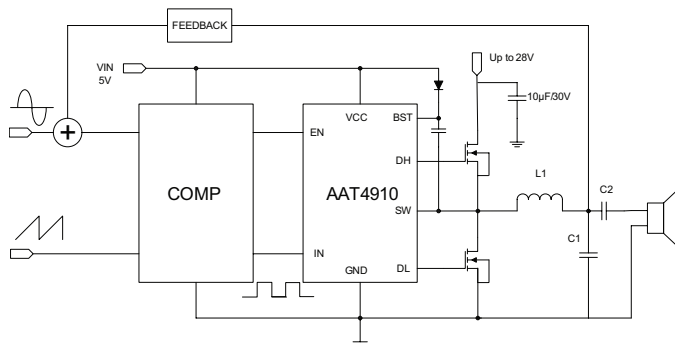 FEEDBACK
VIN
5V
Up to 28V
10µF/30V
VCC
BST
EN
DH
COMP
AAT4910
L1
C2
SW
C1
IN
DL
GND